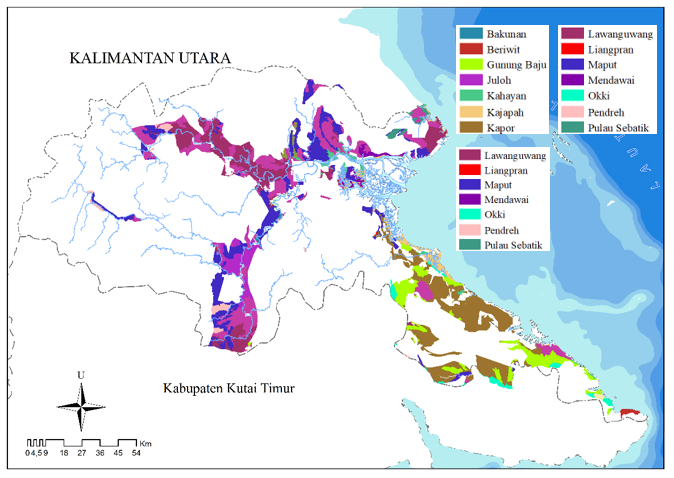 KALIMANTAN UTARA
Bakunan
Beriwit
Gunung Baju
Juloh
Kahayan
Kajapah
Kapor
Lawanguwang
Liangpran
Maput
Mendawai
Okki
Pendreh
Pulau Sebatik
Lawanguwang
Liangpran
Maput
Mendawai
Okki
Pendreh
Pulau Sebatik
U
Kabupaten Kutai Timur
0 4,5 9 18 27 36 45 54 Km